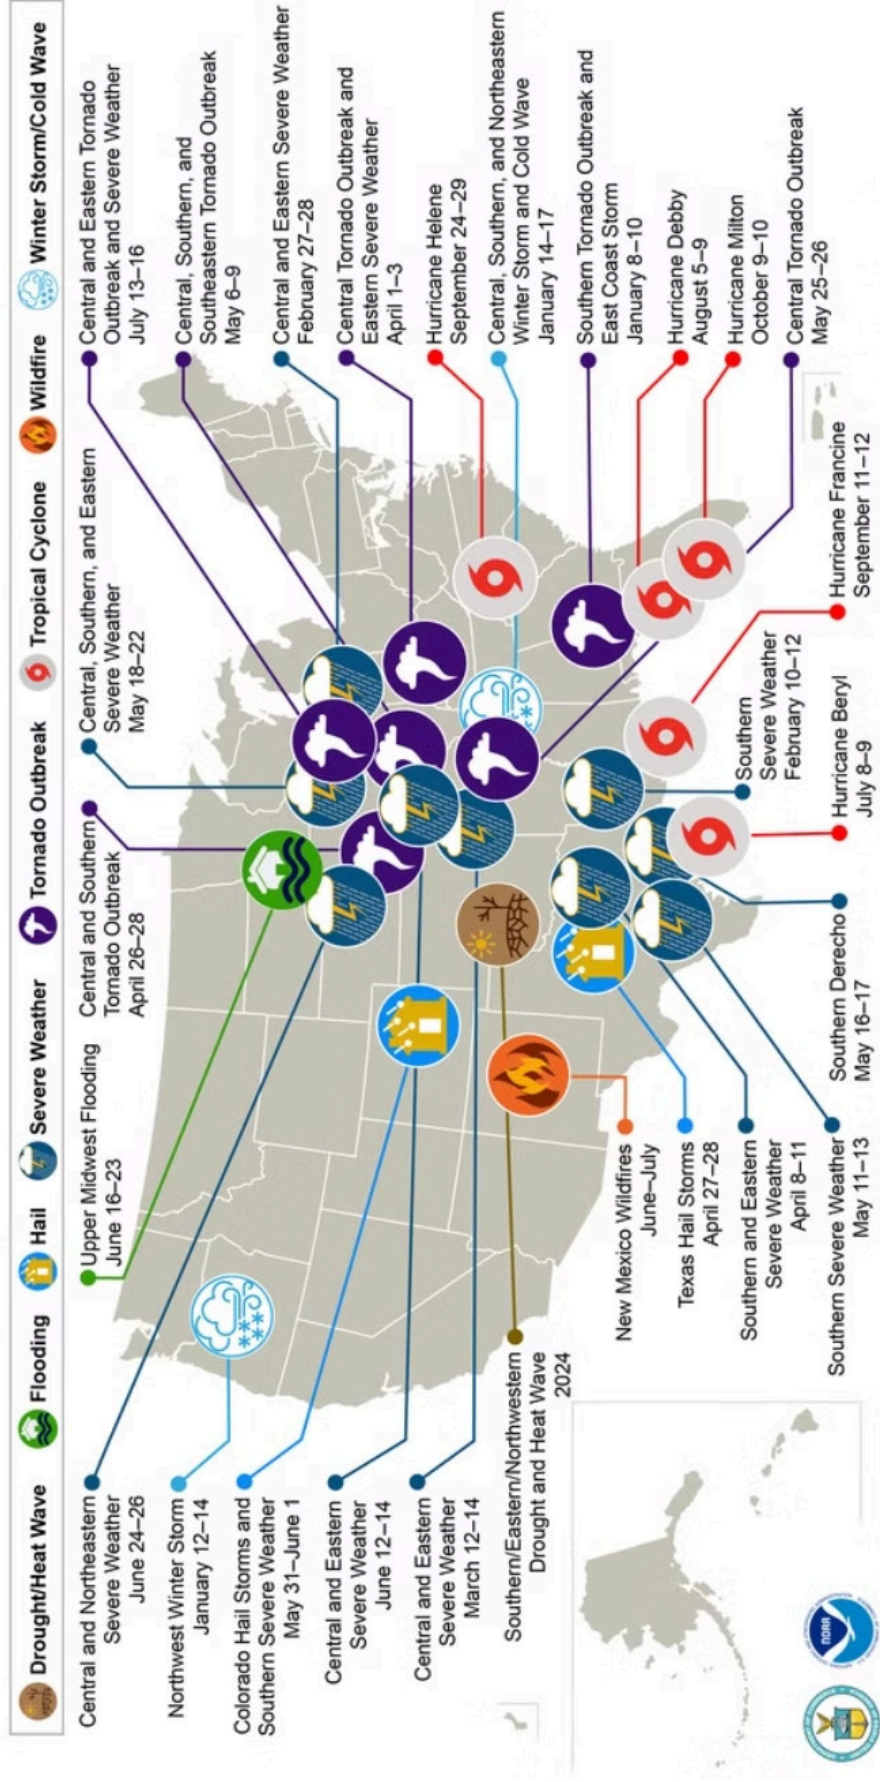 Drought/Heat Wave
Flooding
Hail
Severe Weather
Tornado Outbreak
Tropical Cyclone
Wildfire
Winter Storm/Cold Wave
Central and Northeastern
Severe Weather
June 24–26
Northwest Winter Storm
January 12–14
Colorado Hail Storms and
Southern Severe Weather
May 31–June 1
Central and Eastern
Severe Weather
June 12–14
Central and Eastern
Severe Weather
March 12–14
Southern/Eastern/Northwestern
Drought and Heat Wave
2024
Upper Midwest Flooding
June 16–23
Central and Southern
Tornado Outbreak
April 26–28
Central, Southern, and Eastern
Severe Weather
May 18–22
Central and Eastern Tornado
Outbreak and Severe Weather
July 13–16
Central, Southern, and
Southeastern Tornado Outbreak
May 6–9
Central and Eastern Severe Weather
February 27–28
Central Tornado Outbreak and
Eastern Severe Weather
April 1–3
Hurricane Helene
September 24–29
Central, Southern, and Northeastern
Winter Storm and Cold Wave
January 14–17
Southern Tornado Outbreak and
East Coast Storm
January 8–10
Hurricane Debby
August 5–9
Hurricane Milton
October 9–10
Central Tornado Outbreak
May 25–26
New Mexico Wildfires
June–July
Texas Hail Storms
April 27–28
Southern and Eastern
Severe Weather
April 8–11
Southern Severe Weather
May 11–13
Southern Derecho
May 16–17
Hurricane Beryl
July 8–9
Southern
Severe Weather
February 10–12
Hurricane Francine
September 11–12
NOAA